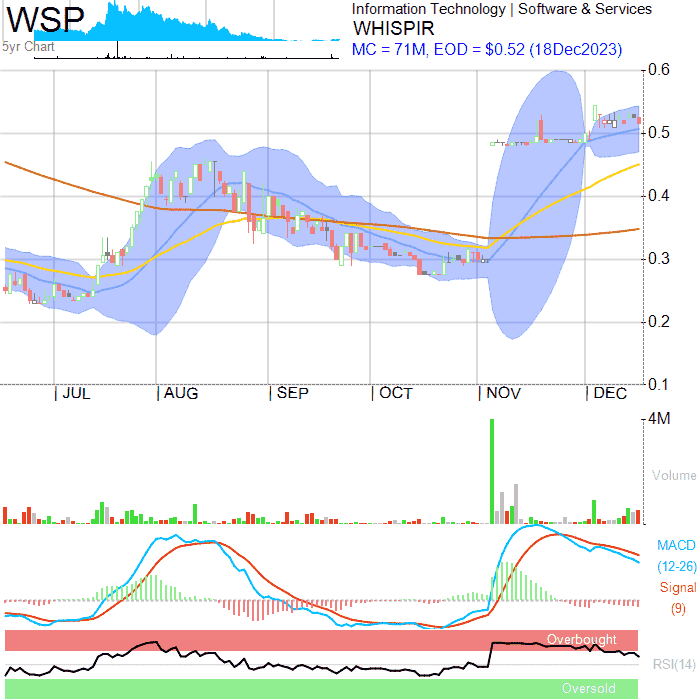 WSP
5yr Chart
Information Technology | Software & Services
WHISPIR
MC = 71M, EOD = $0.52 (18Dec2023)
0.6
0.5
0.4
0.3
0.2
0.1
| JUL | AUG | SEP | OCT | NOV | DEC
4M
Volume
MACD
(12-26)
Signal
(9)
Overbought
RSI(14)
Oversold